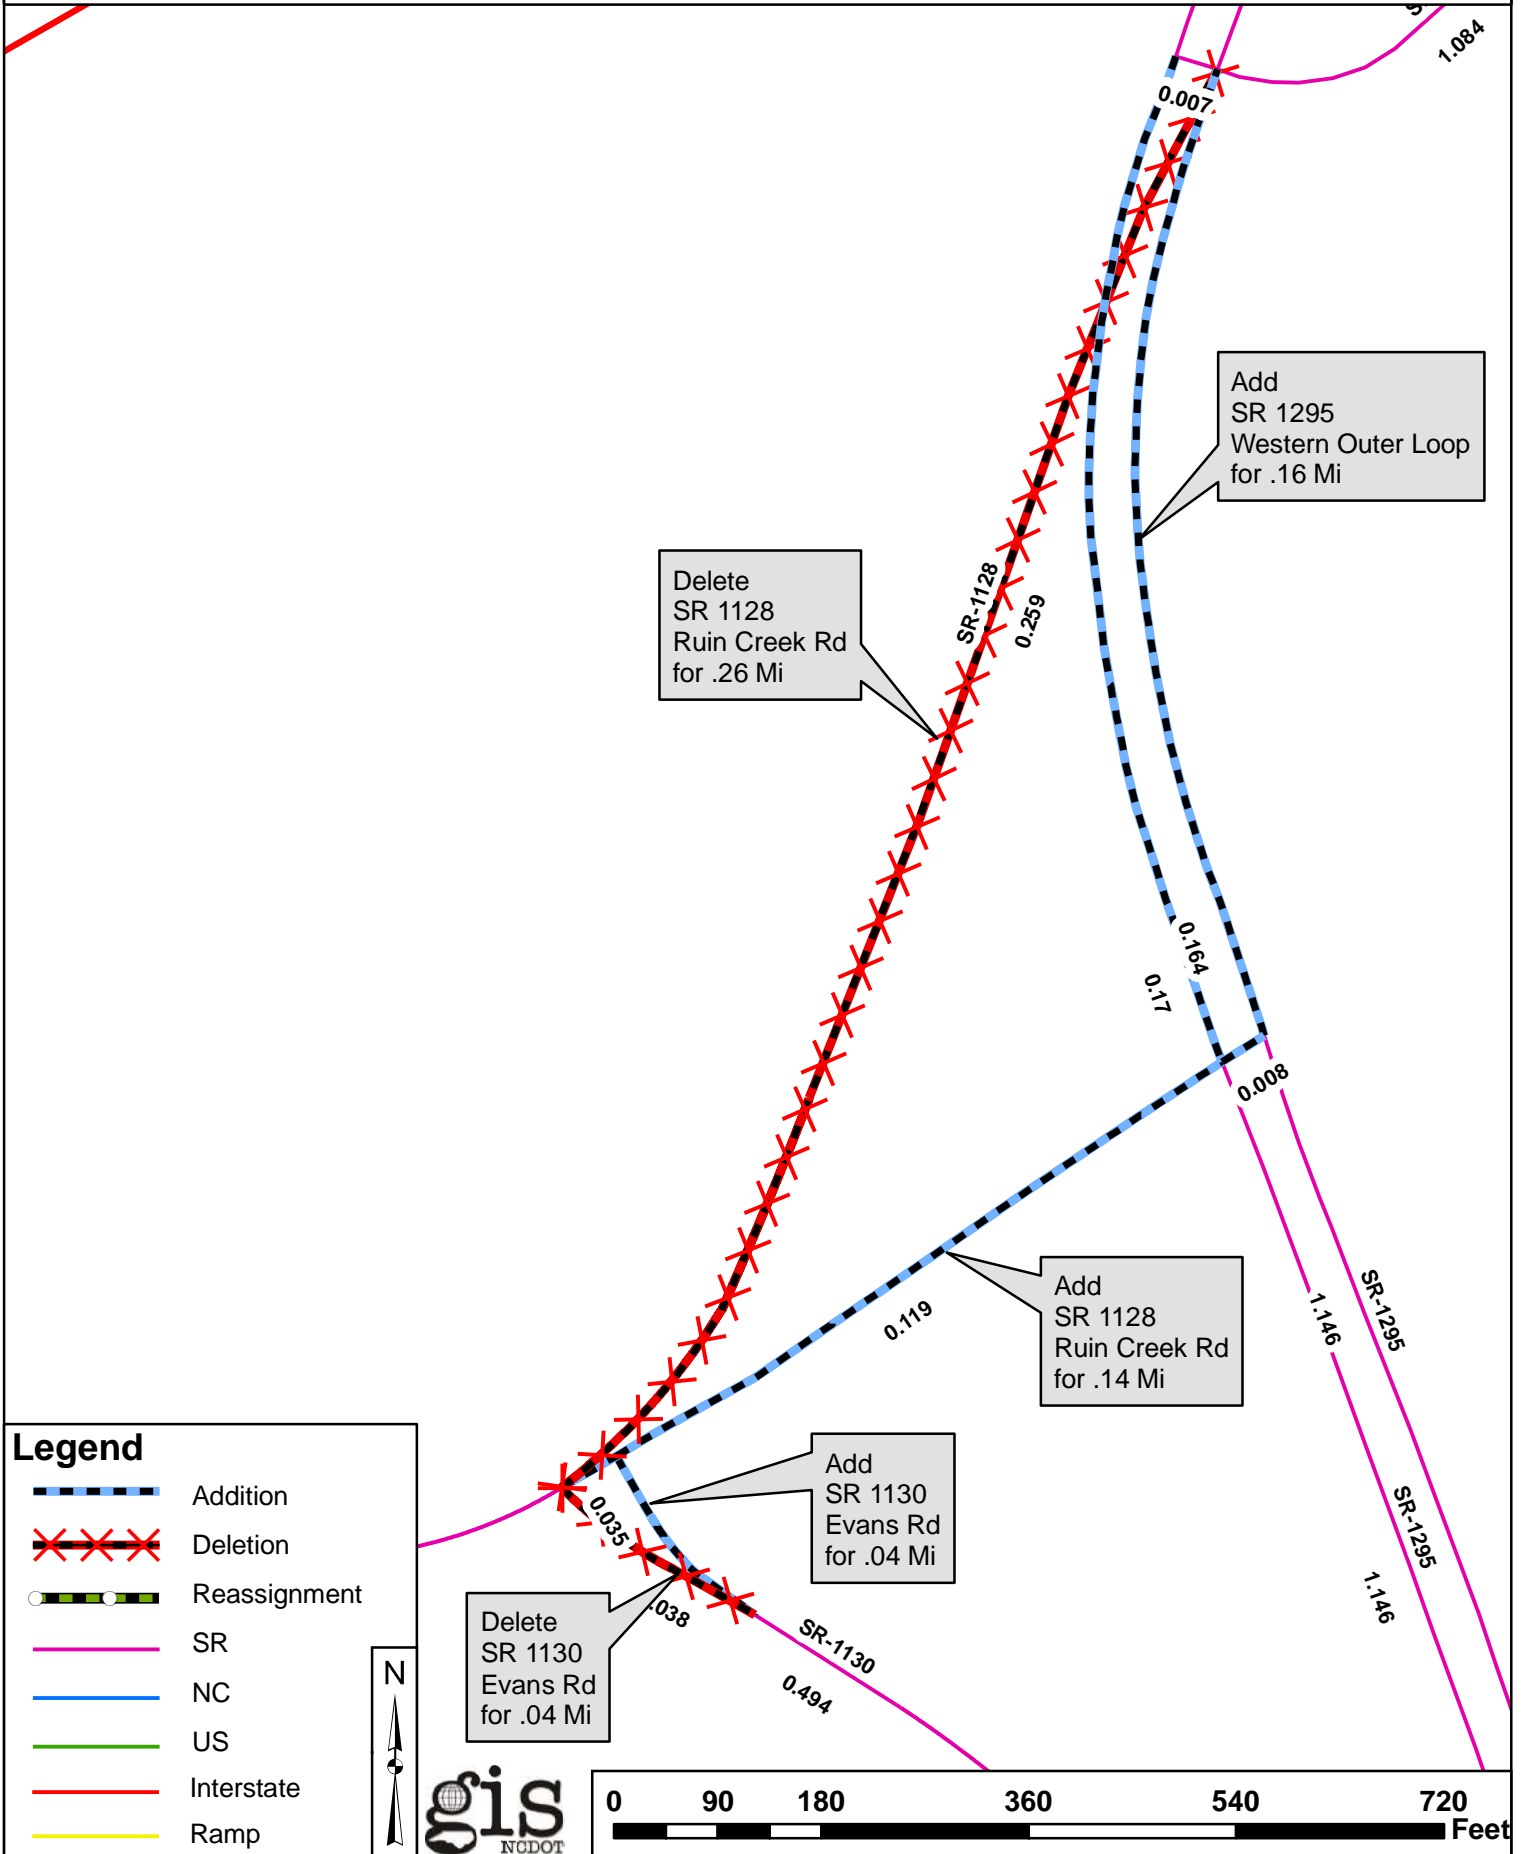 1.084
0.007
Add
SR 1295
Western Outer Loop
for .16 Mi
Delete
SR 1128
Ruin Creek Rd
for .26 Mi
SR-1128
0.259
0.164
0.17
0.008
Add
SR 1128
Ruin Creek Rd
for .14 Mi
0.119
SR-1295
1.146
SR-1295
1.146
Add
SR 1130
Evans Rd
for .04 Mi
0.035
.038
Delete
SR 1130
Evans Rd
for .04 Mi
SR-1130
0.494
Legend
Addition
Deletion
Reassignment
SR
NC
US
Interstate
Ramp
N
gis
NCDOT
0 90 180 360 540 720
Feet